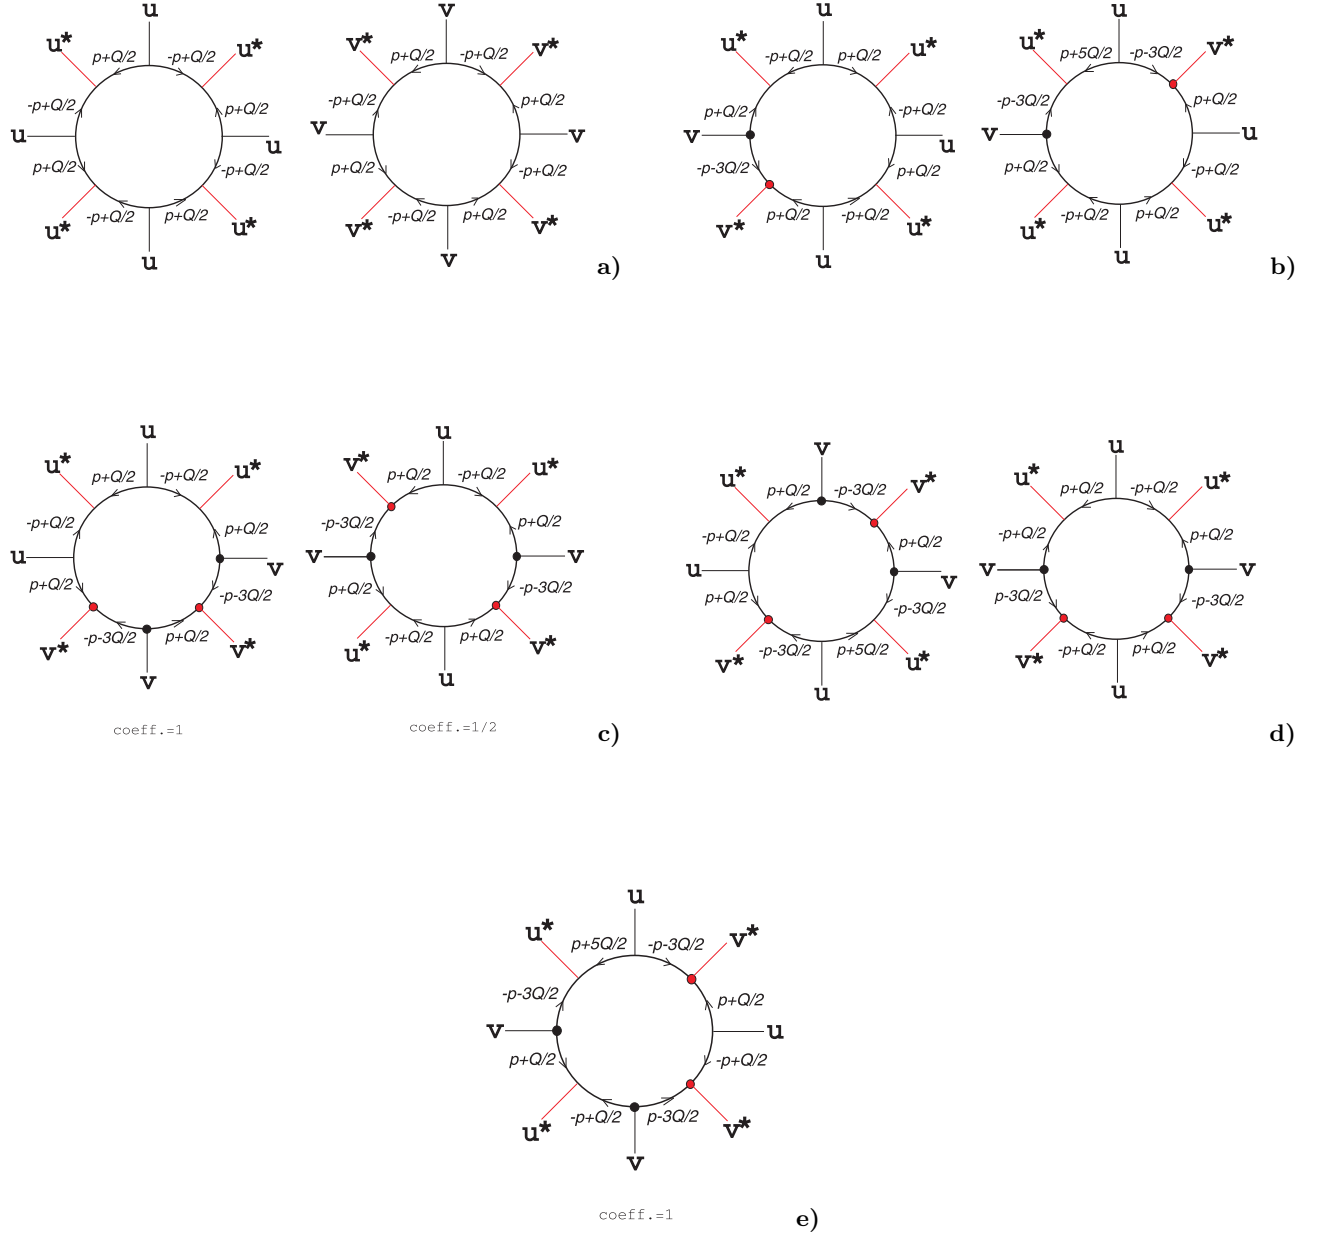 u u* p+Q/2 -p+Q/2 u* -p+Q/2 p+Q/2 u u p+Q/2 -p+Q/2 -p+Q/2 p+Q/2 u* u* u
v v* p+Q/2 -p+Q/2 v* -p+Q/2 p+Q/2 v v p+Q/2 -p+Q/2 -p+Q/2 p+Q/2 v* v* v
a)
u u* -p+Q/2 p+Q/2 u* p+Q/2 -p+Q/2 v u -p-3Q/2 p+Q/2 p+Q/2 -p+Q/2 v* u* u
u u* p+5Q/2 -p-3Q/2 v* -p-3Q/2 p+Q/2 v u p+Q/2 -p+Q/2 -p+Q/2 p+Q/2 u* u* u
b)
u u* p+Q/2 -p+Q/2 u* -p+Q/2 p+Q/2 u v p+Q/2 -p-3Q/2 -p-3Q/2 p+Q/2 v* v* v
coeff.=1
u v* p+Q/2 -p+Q/2 u* -p-3Q/2 p+Q/2 v v p+Q/2 -p-3Q/2 -p+Q/2 p+Q/2 u* v* u
coeff.=1/2
c)
v u* p+Q/2 -p-3Q/2 v* -p+Q/2 p+Q/2 u v p+Q/2 -p-3Q/2 -p-3Q/2 p+5Q/2 v* u* u
u u* p+Q/2 -p+Q/2 u* -p+Q/2 p+Q/2 v v p-3Q/2 -p-3Q/2 -p+Q/2 p+Q/2 v* v* u
d)
u u* p+5Q/2 -p-3Q/2 v* -p-3Q/2 p+Q/2 v u p+Q/2 -p+Q/2 -p+Q/2 p-3Q/2 u* v* v
coeff.=1
e)